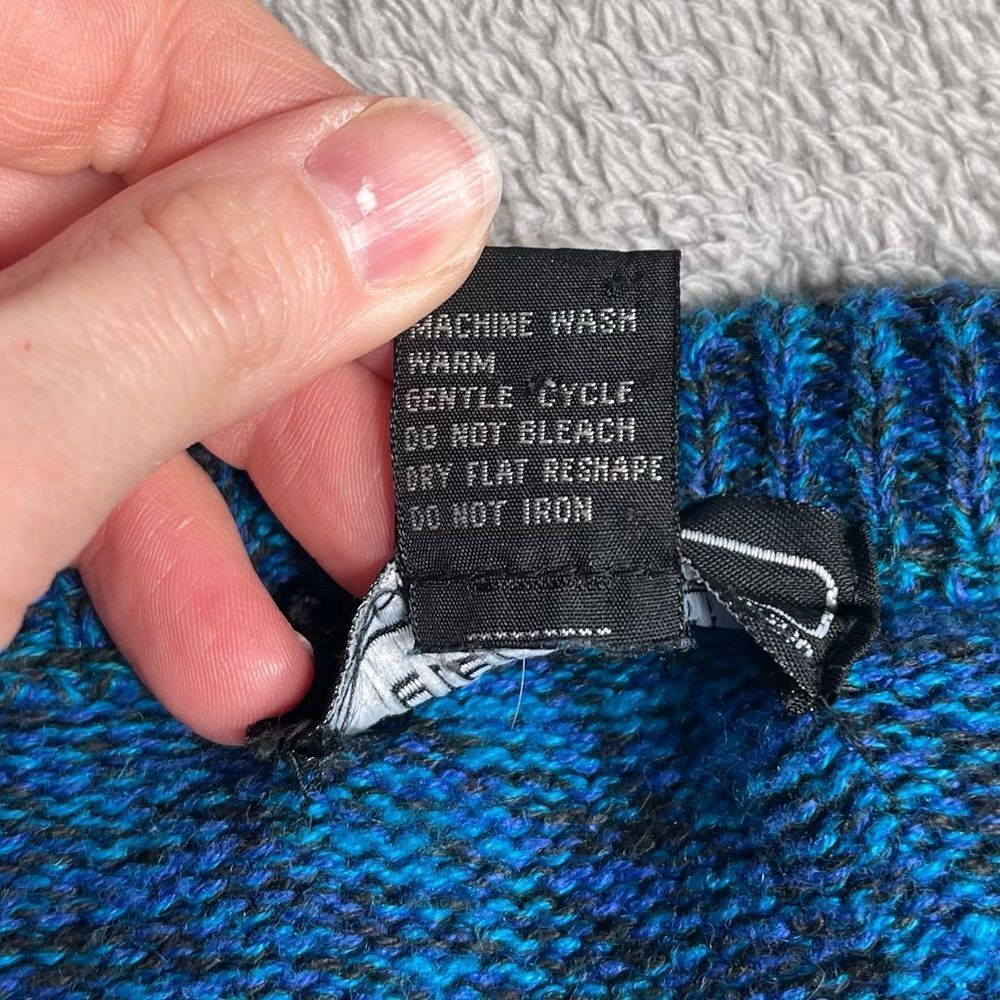 MACHINE WASH
WARM
GENTLE CYCLE
DO NOT BLEACH
DRY FLAT RESHAPE
DO NOT IRON